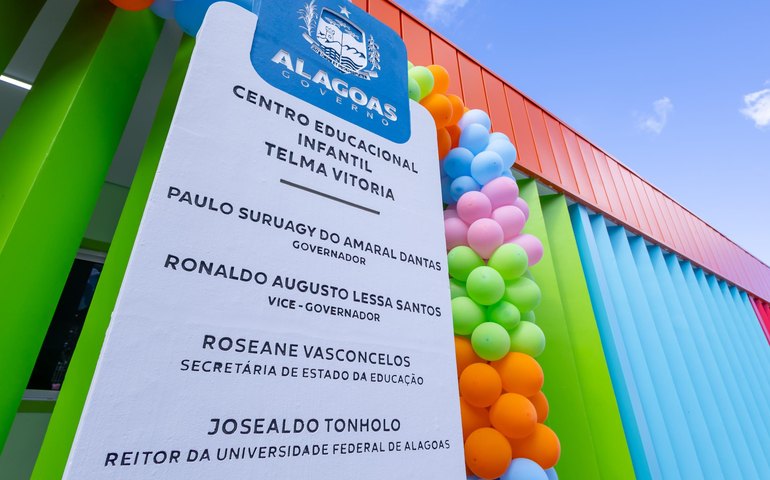 ALAGOAS
GOVERNO
CENTRO EDUCACIONAL
INFANTIL
TELMA VITORIA
PAULO SURUAGY DO AMARAL DANTAS
GOVERNADOR
RONALDO AUGUSTO LESSA SANTOS
VICE-GOVERNADOR
ROSEANE VASCONCELOS
SECRETÁRIA DE ESTADO DA EDUCAÇÃO
JOSEALDO TONHOLO
REITOR DA UNIVERSIDADE FEDERAL DE ALAGOAS